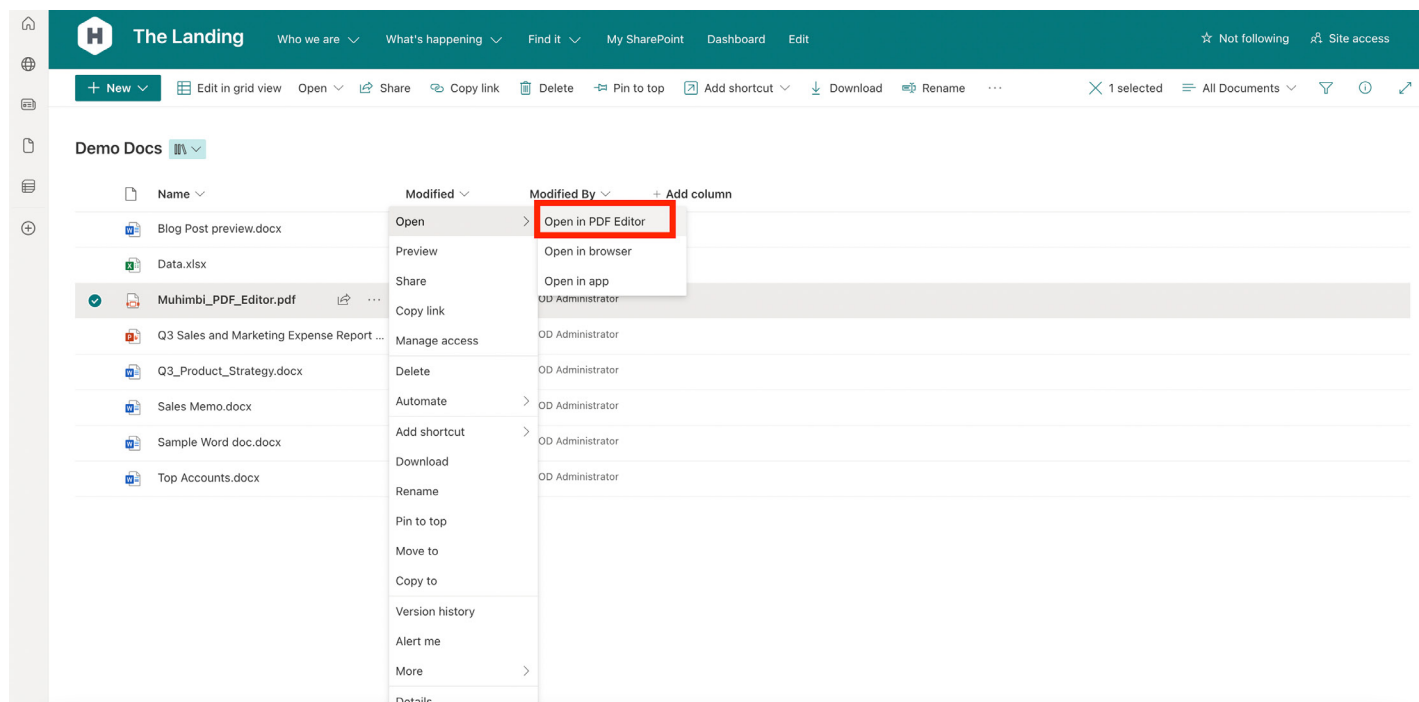 H The Landing Who we are What's happening Find it My SharePoint Dashboard Edit Not following Site access
New Edit in grid view Open Share Copy link Delete Pin to top Add shortcut Download Rename ... 1 selected All Documents
Demo Docs
Name Modified Modified By + Add column
Blog Post preview.docx
Data.xlsx
Muhimbi_PDF_Editor.pdf ... OD Administrator
Q3 Sales and Marketing Expense Report ... OD Administrator
Q3_Product_Strategy.docx OD Administrator
Sales Memo.docx OD Administrator
Sample Word doc.docx OD Administrator
Top Accounts.docx OD Administrator
Open
Preview
Share
Copy link
Manage access
Delete
Automate
Add shortcut
Download
Rename
Pin to top
Move to
Copy to
Version history
Alert me
More
Details
Open in PDF Editor
Open in browser
Open in app